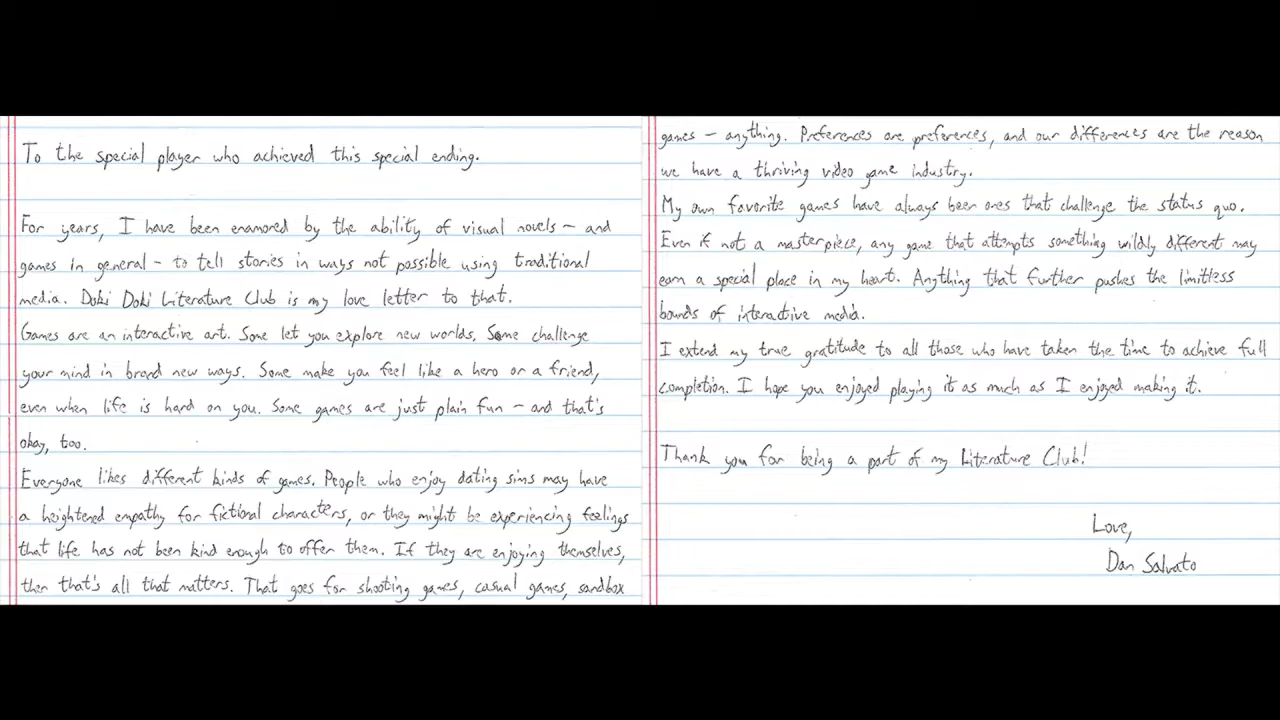 To the special player who achieved this special ending.
For years, I have been enamored by the ability of visual novels – and
games in general – to tell stories in ways not possible using traditional
media. Doki Doki Literature Club is my love letter to that.
Games are an interactive art. Some let you explore new worlds. Some challenge
your mind in brand new ways. Some make you feel like a hero or a friend,
even when life is hard on you. Some games are just plain fun – and that's
okay, too.
Everyone likes different kinds of games. People who enjoy dating sims may have
a heightened empathy for fictional characters, or they might be experiencing feelings
that life has not been kind enough to offer them. If they are enjoying themselves,
then that's all that matters. That goes for shooting games, casual games, sandbox
games – anything. Preferences are preferences, and our differences are the reason
we have a thriving video game industry.
My own favorite games have always been ones that challenge the status quo.
Even if not a masterpiece, any game that attempts something wildly different may
earn a special place in my heart. Anything that further pushes the limitless
bounds of interactive media.
I extend my true gratitude to all those who have taken the time to achieve full
completion. I hope you enjoyed playing it as much as I enjoyed making it.
Thank you for being a part of my Literature Club!
Love,
Dan Salvato